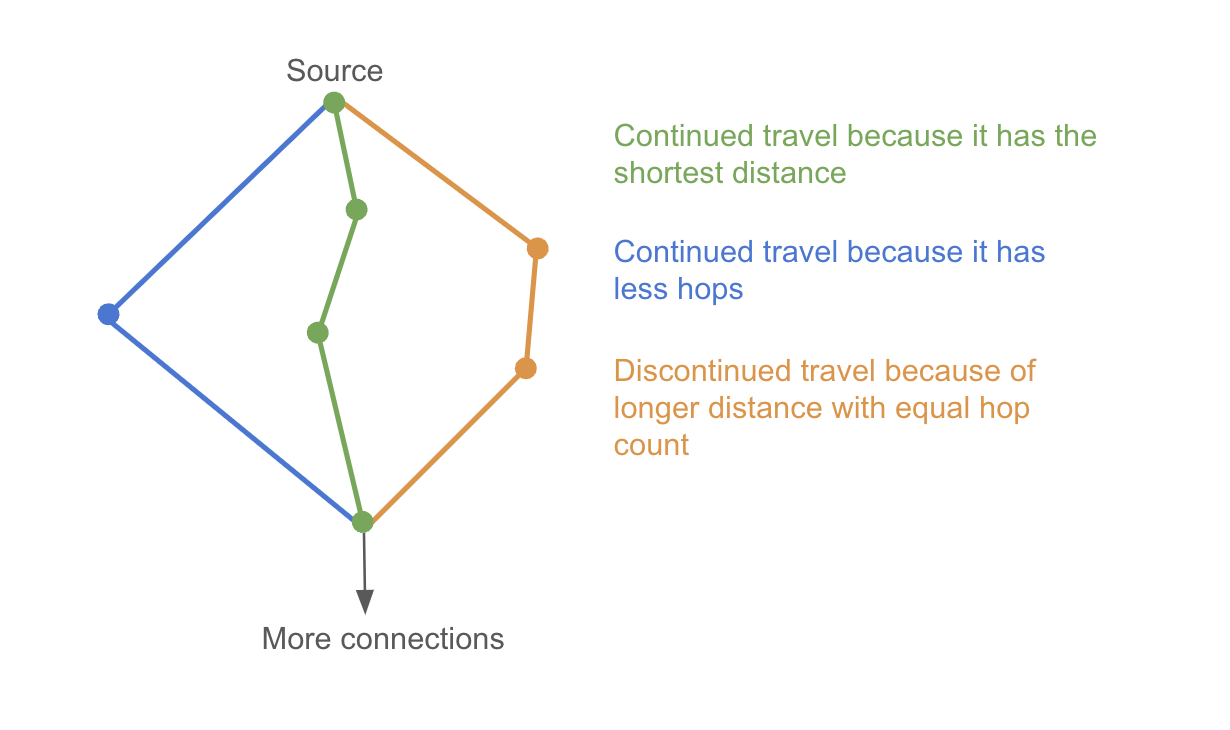 Source
Continued travel because it has the
shortest distance
Continued travel because it has
less hops
Discontinued travel because of
longer distance with equal hop
count
More connections